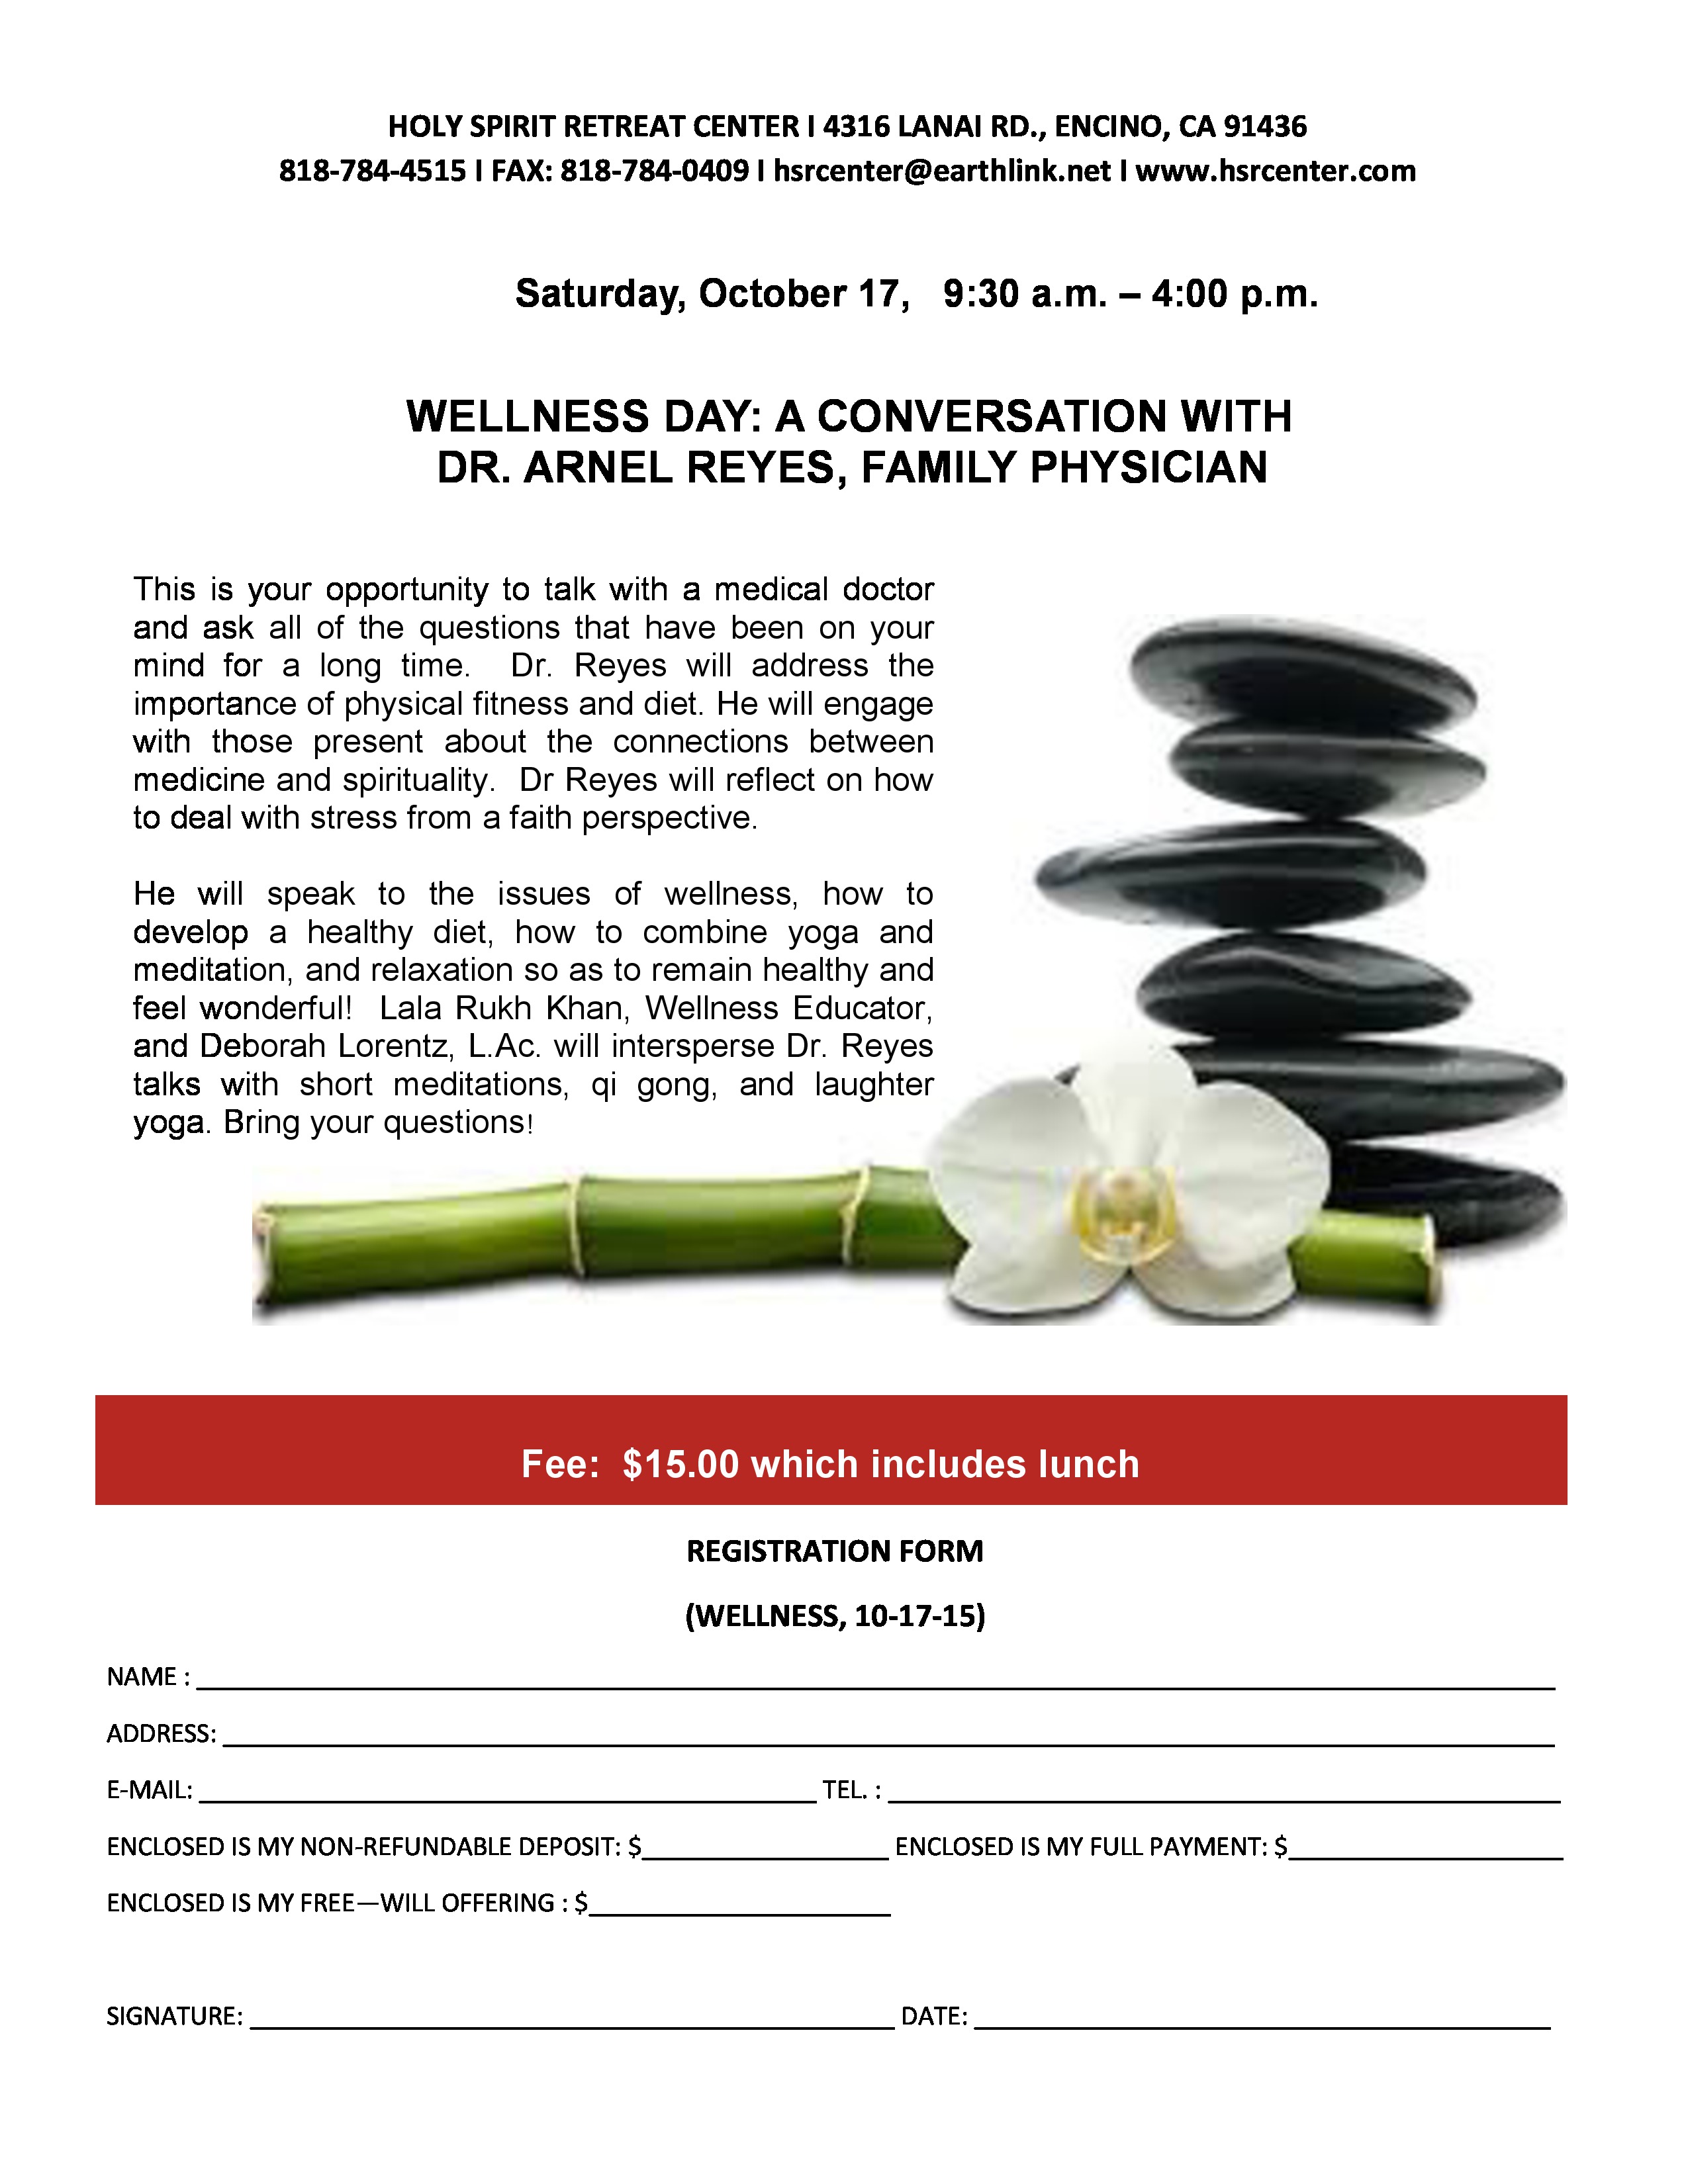 HOLY SPIRIT RETREAT CENTER I 4316 LANAI RD., ENCINO, CA 91436
818-784-4515 I FAX: 818-784-0409 I hsrcenter@earthlink.net I www.hsrcenter.com
Saturday, October 17, 9:30 a.m. – 4:00 p.m.
WELLNESS DAY: A CONVERSATION WITH
DR. ARNEL REYES, FAMILY PHYSICIAN
This is your opportunity to talk with a medical doctor
and ask all of the questions that have been on your
mind for a long time. Dr. Reyes will address the
importance of physical fitness and diet. He will engage
with those present about the connections between
medicine and spirituality. Dr Reyes will reflect on how
to deal with stress from a faith perspective.
He will speak to the issues of wellness, how to
develop a healthy diet, how to combine yoga and
meditation, and relaxation so as to remain healthy and
feel wonderful! Lala Rukh Khan, Wellness Educator,
and Deborah Lorentz, L.Ac. will intersperse Dr. Reyes
talks with short meditations, qi gong, and laughter
yoga. Bring your questions!
Fee: $15.00 which includes lunch
REGISTRATION FORM
(WELLNESS, 10-17-15)
NAME :
ADDRESS:
E-MAIL: TEL. :
ENCLOSED IS MY NON-REFUNDABLE DEPOSIT: $ ENCLOSED IS MY FULL PAYMENT: $
ENCLOSED IS MY FREE—WILL OFFERING : $
SIGNATURE: DATE: